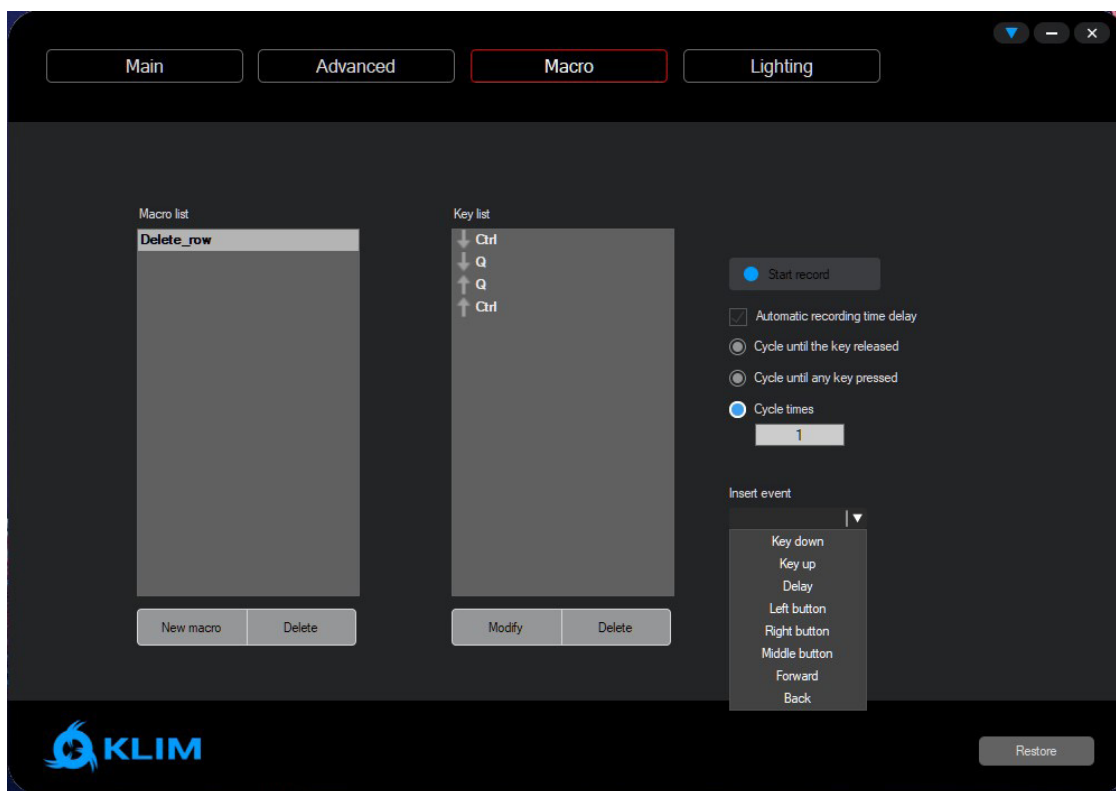 Main
Advanced
Macro
Lighting
Macro list
Delete_row
New macro
Delete
Key list
Ctrl
Q
Q
Ctrl
Modify
Delete
Start record
Automatic recording time delay
Cycle until the key released
Cycle until any key pressed
Cycle times
1
Insert event
Key down
Key up
Delay
Left button
Right button
Middle button
Forward
Back
KLIM
Restore